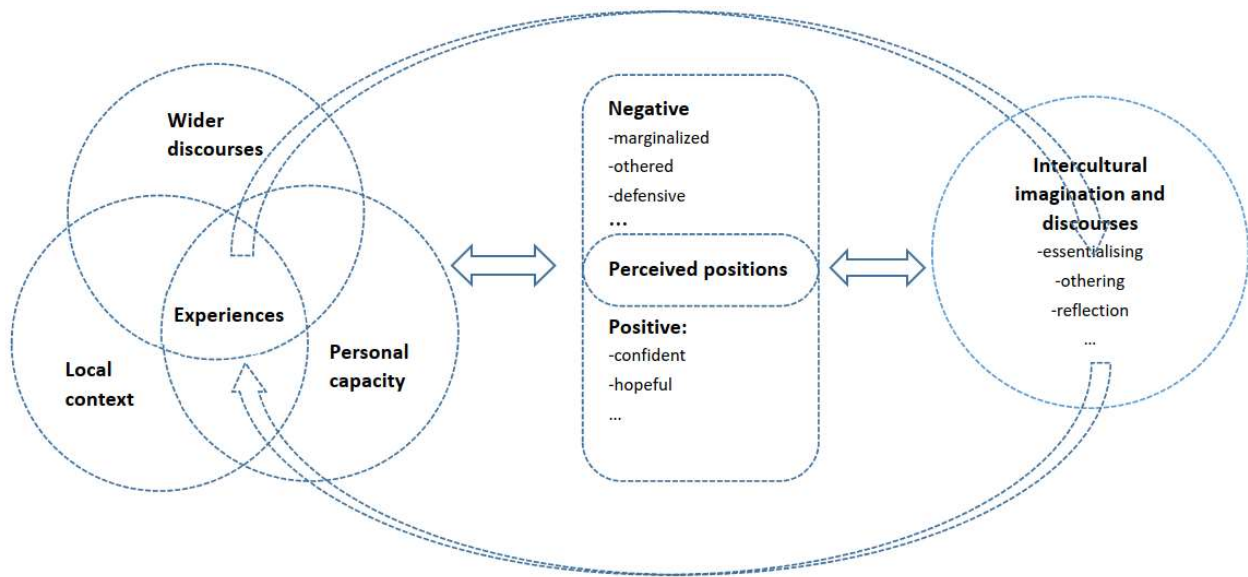 Wider
discourses
Experiences
Local
context
Personal
capacity
Negative
-marginalized
-othered
-defensive
...
Perceived positions
Positive:
-confident
-hopeful
...
Intercultural
imagination and
discourses
-essentialising
-othering
-reflection
...